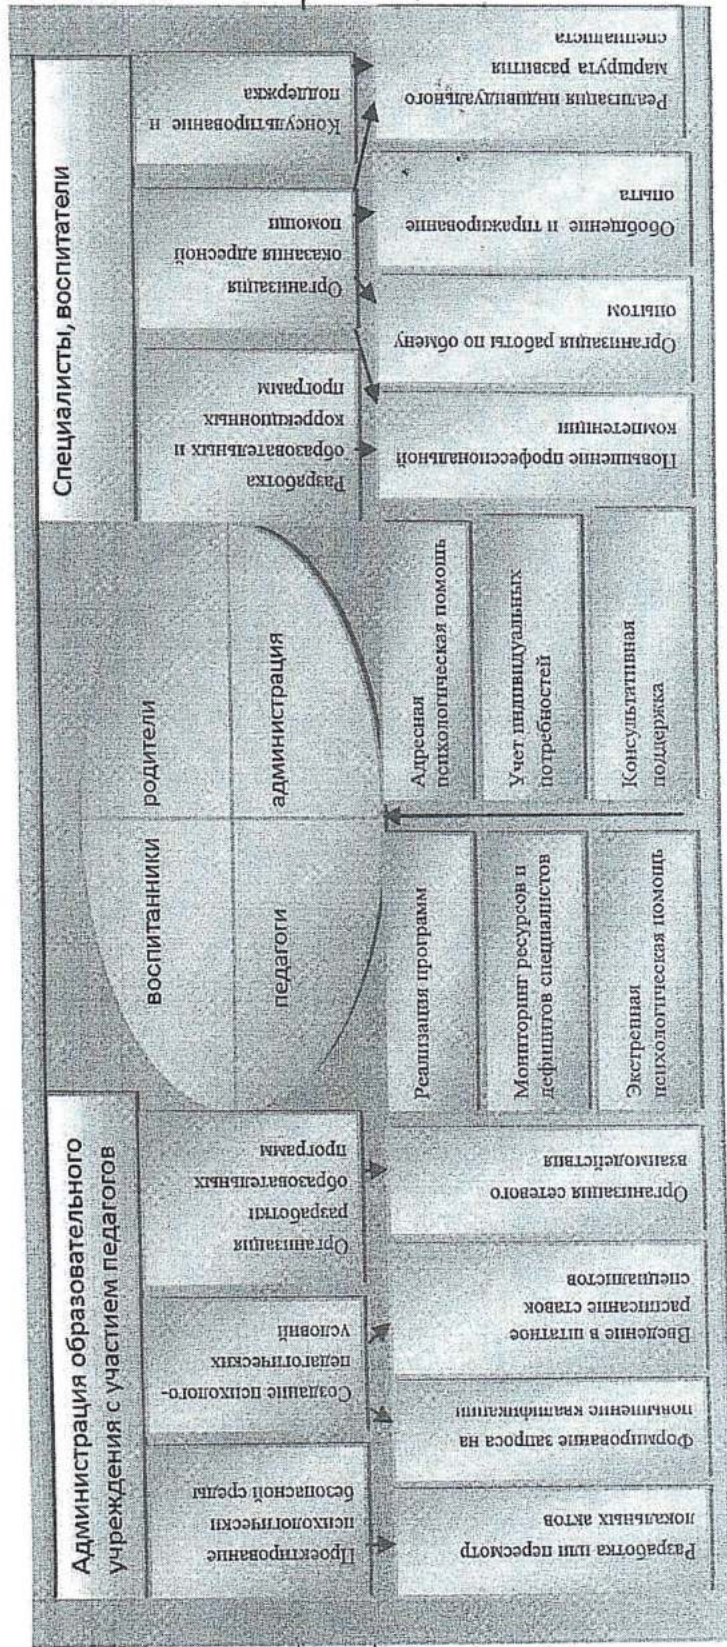 Администрация образовательного
учреждения с участием педагогов
Проектирование
психологически
безопасной среды
Создание психолого-
педагогических
условий
Организация
разработки
образовательных
программ
Разработка или пересмотр
локальных актов
Формирование запроса на
повышение квалификации
Введение в штатное
расписание ставок
специалистов
Организация сетевого
взаимодействия
воспитанники
родители
педагоги
администрация
Реализация программ
Мониторинг ресурсов и
дефицитов специалистов
Экстренная
психологическая помощь
Адресная
психологическая помощь
Учет индивидуальных
потребностей
Консультативная
поддержка
Специалисты, воспитатели
Разработка
образовательных и
коррекционных
программ
Организация
оказания адресной
помощи
Консультирование и
поддержка
Повышение профессиональной
компетенции
Организация работы по обмену
опытом
Обобщение и тиражирование
опыта
Реализация индивидуального
маршрута развития
специалиста